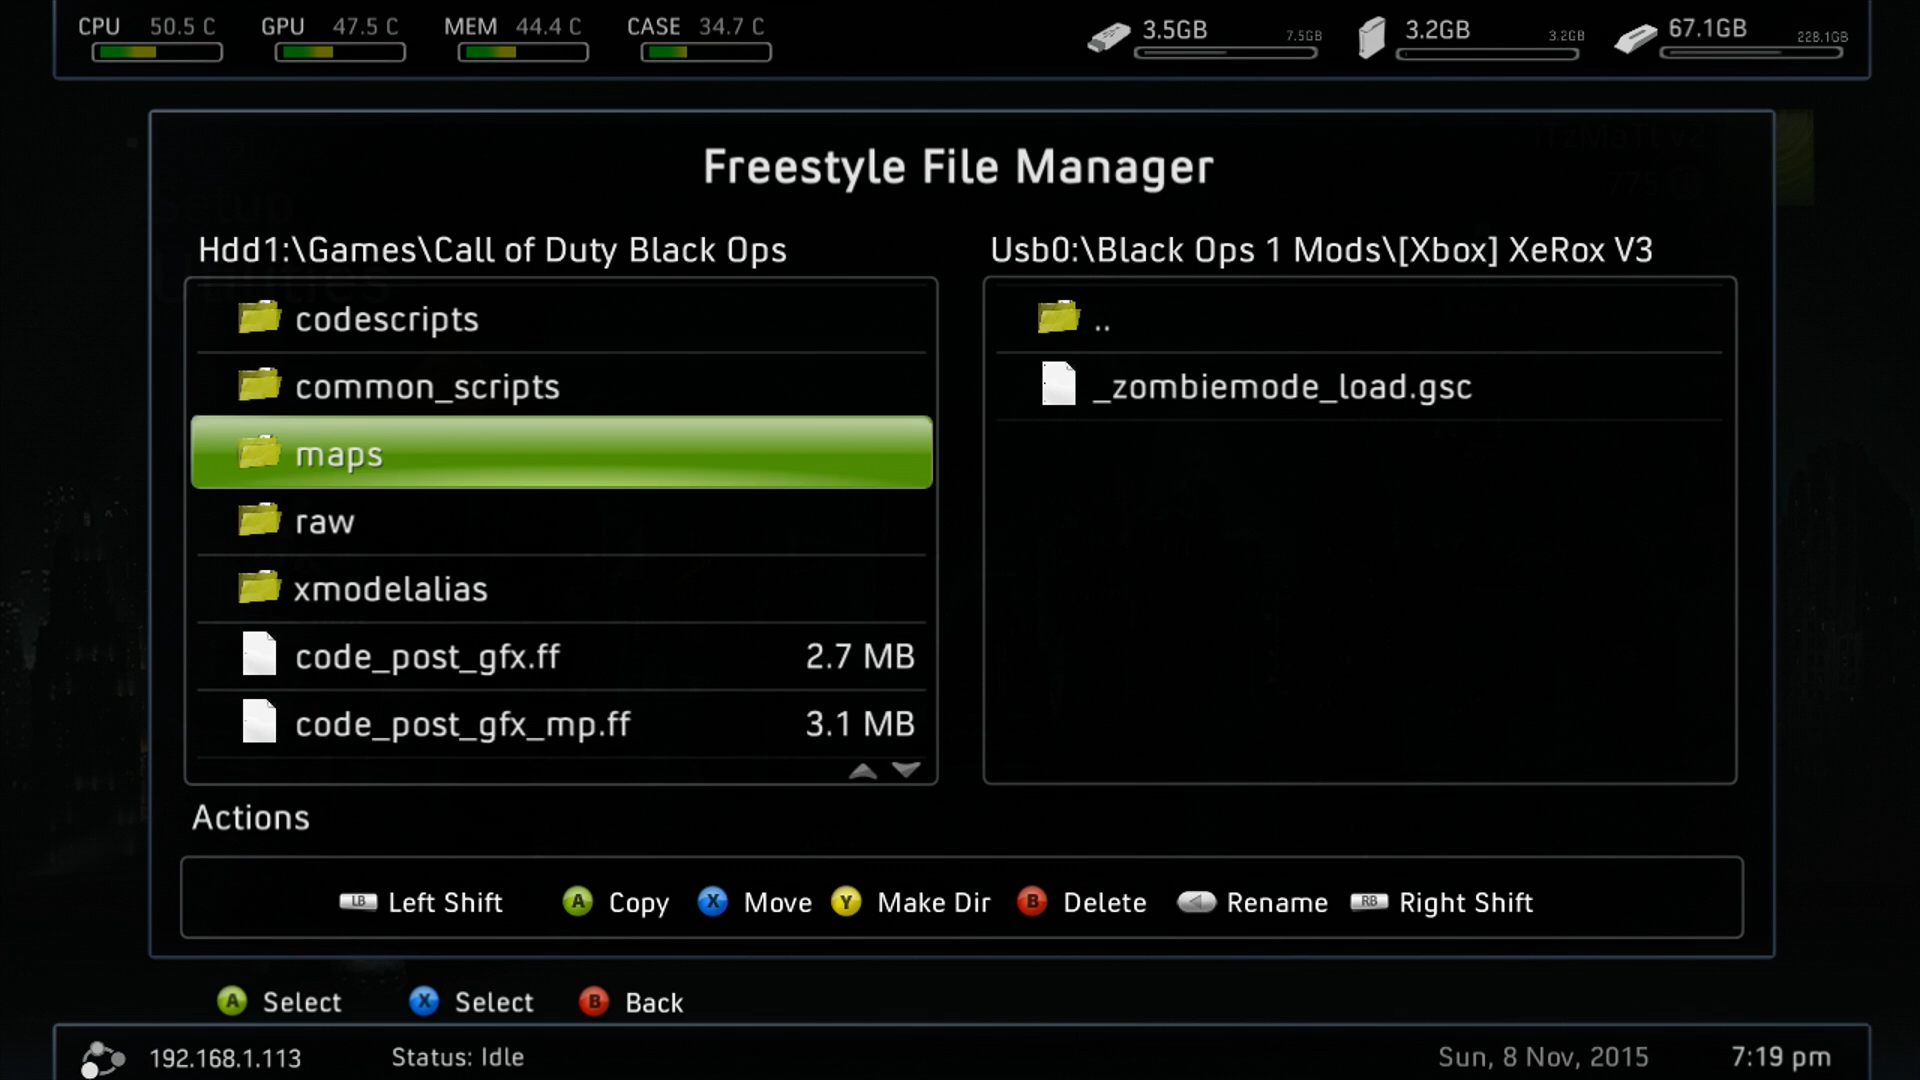 CPU 50.5 C GPU 47.5 C MEM 44.4 C CASE 34.7 C 3.5GB 7.5GB 3.2GB 3.2GB 67.1GB 228.1GB
Freestyle File Manager
Hdd1:\Games\Call of Duty Black Ops
codescripts
common_scripts
maps
raw
xmodelalias
code_post_gfx.ff 2.7 MB
code_post_gfx_mp.ff 3.1 MB
Usb0:\Black Ops 1 Mods\[Xbox] XeRox V3
..
_zombiemode_load.gsc
Actions
LB Left Shift A Copy X Move Y Make Dir B Delete Rename RB Right Shift
A Select X Select B Back
192.168.1.113 Status: Idle Sun, 8 Nov, 2015 7:19 pm